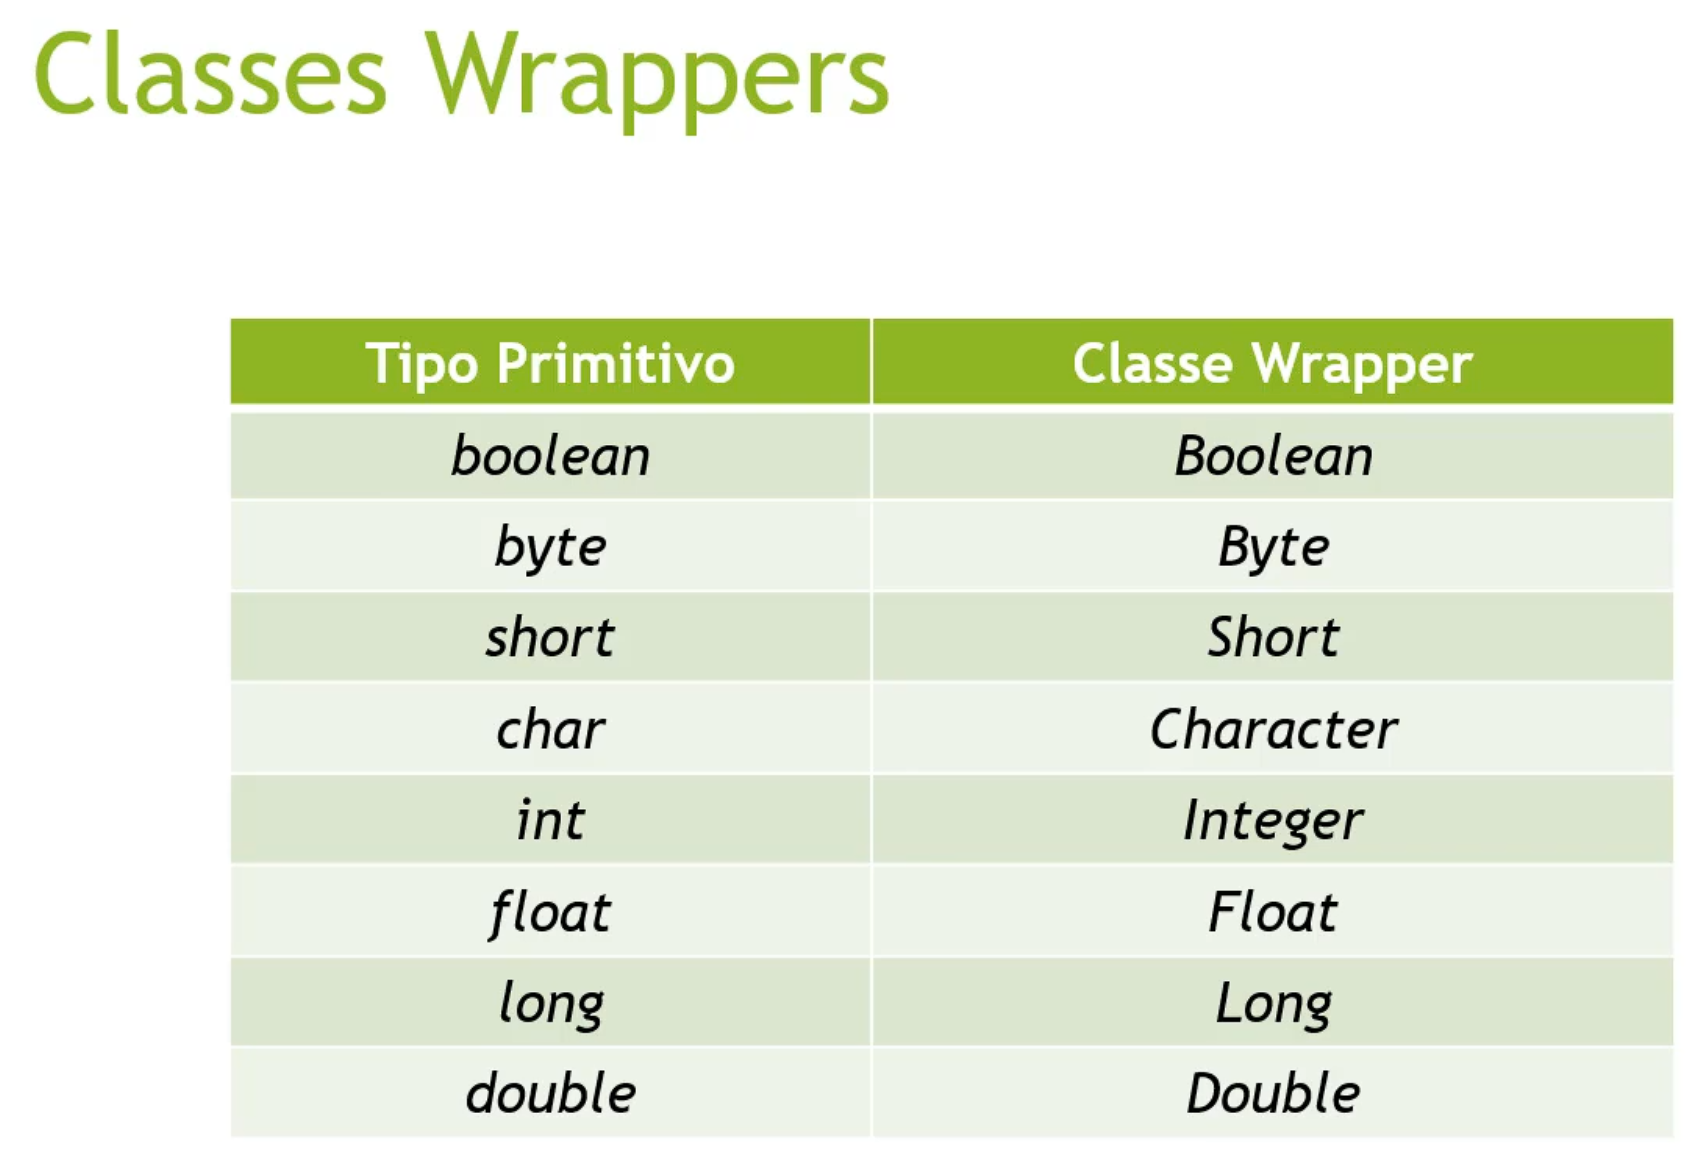 Classes Wrappers
Tipo Primitivo Classe Wrapper
boolean Boolean
byte Byte
short Short
char Character
int Integer
float Float
long Long
double Double